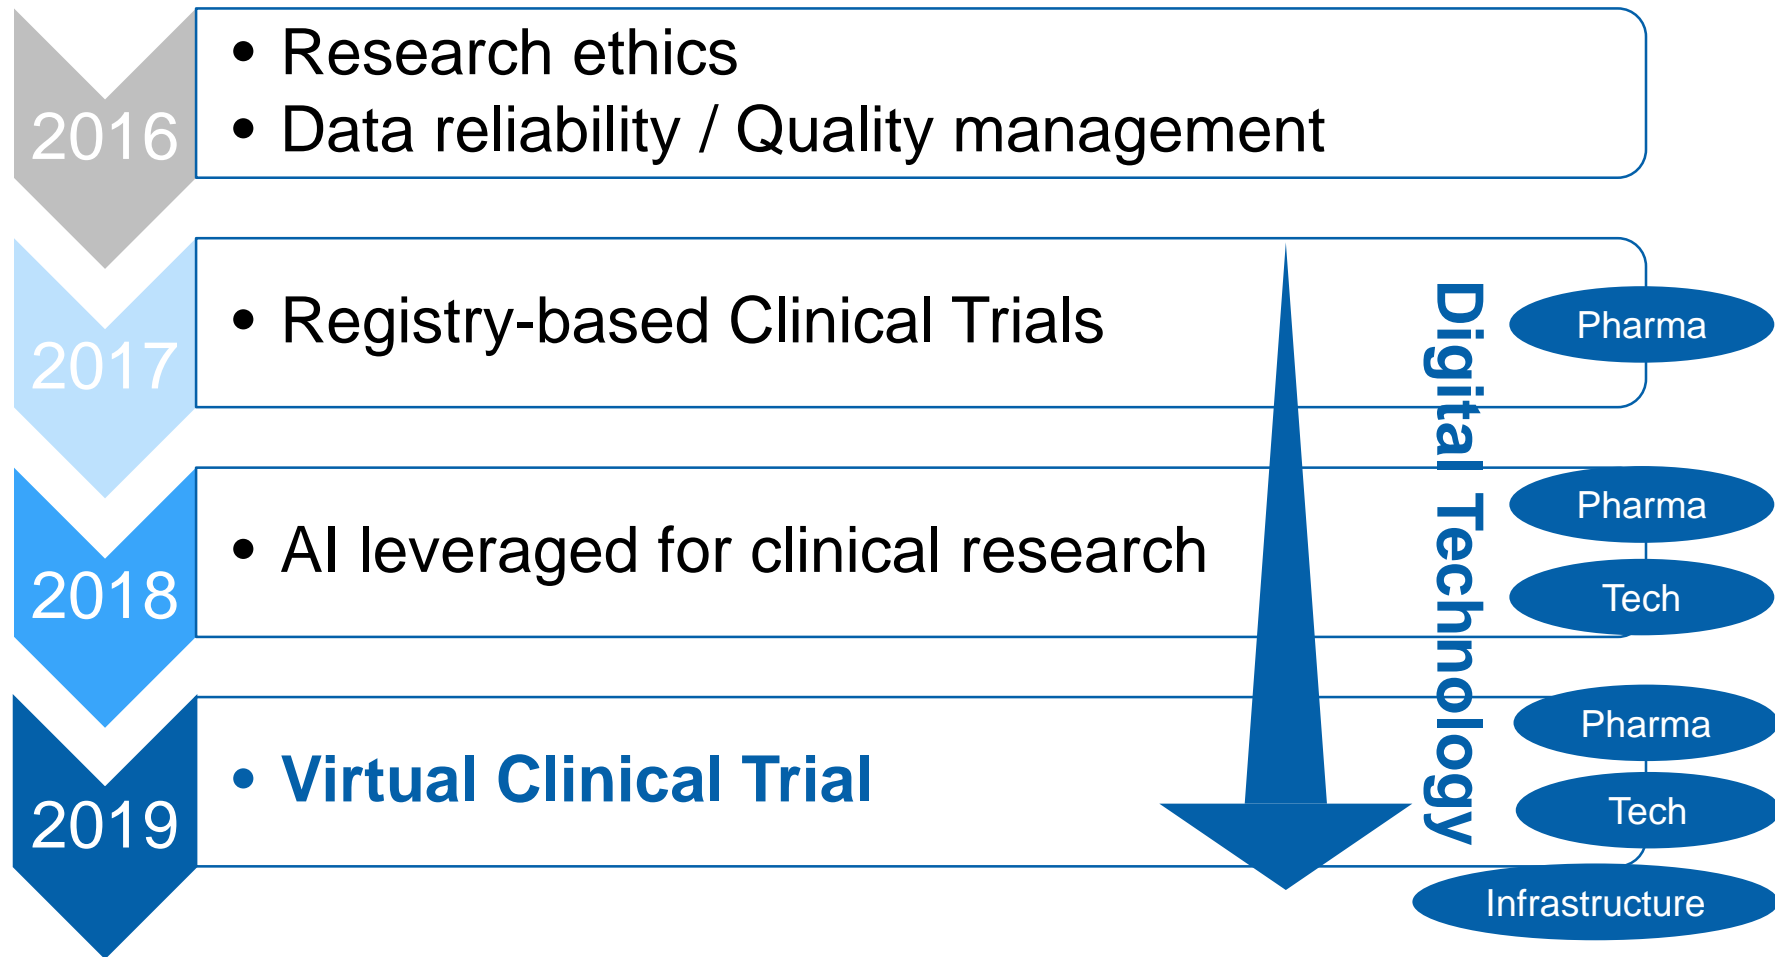 2016
• Research ethics
• Data reliability / Quality management
2017
• Registry-based Clinical Trials
Pharma
2018
• AI leveraged for clinical research
Pharma
Tech
2019
• Virtual Clinical Trial
Pharma
Tech
Infrastructure
Digital Technology